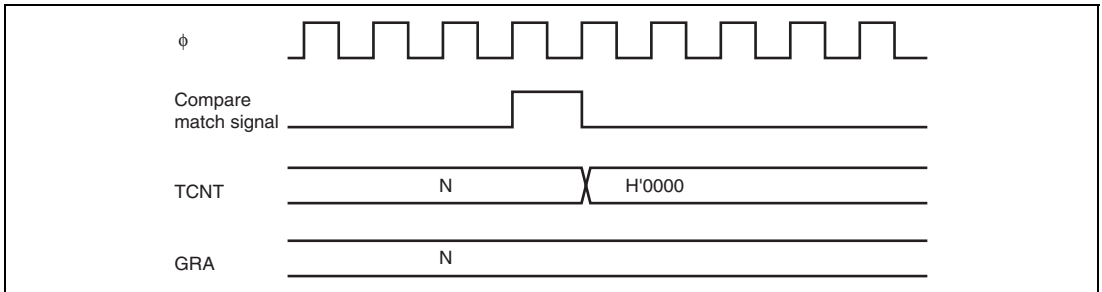 φ
Compare
match signal
TCNT N H'0000
GRA N